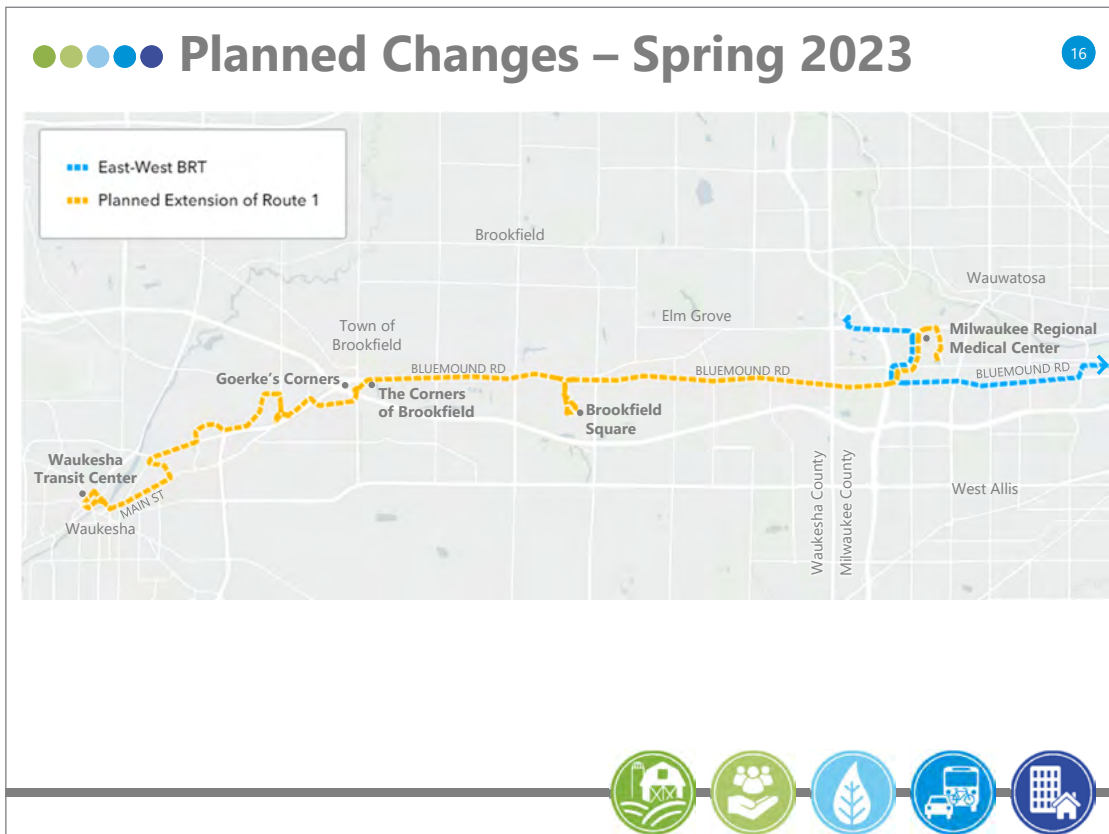 Planned Changes – Spring 2023
16
East-West BRT
Planned Extension of Route 1
Brookfield
Wauwatosa
Elm Grove
Town of
Brookfield
Milwaukee Regional
Medical Center
BLUEMOUND RD
BLUEMOUND RD
BLUEMOUND RD
Goerke's Corners
The Corners
of Brookfield
Brookfield
Square
Waukesha
Transit Center
MAIN ST
Waukesha
West Allis
Waukesha County
Milwaukee County